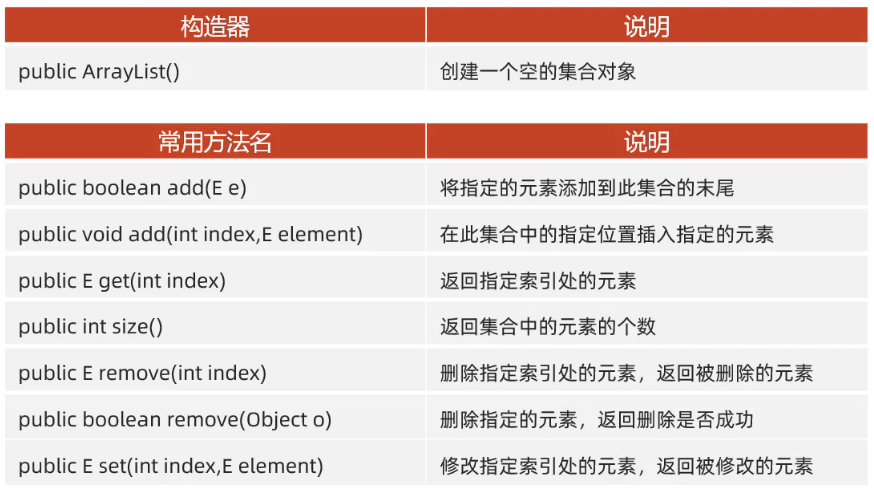 构造器 说明
public ArrayList() 创建一个空的集合对象
常用方法名 说明
public boolean add(E e) 将指定的元素添加到此集合的末尾
public void add(int index,E element) 在此集合中的指定位置插入指定的元素
public E get(int index) 返回指定索引处的元素
public int size() 返回集合中的元素的个数
public E remove(int index) 删除指定索引处的元素，返回被删除的元素
public boolean remove(Object o) 删除指定的元素，返回删除是否成功
public E set(int index,E element) 修改指定索引处的元素，返回被修改的元素